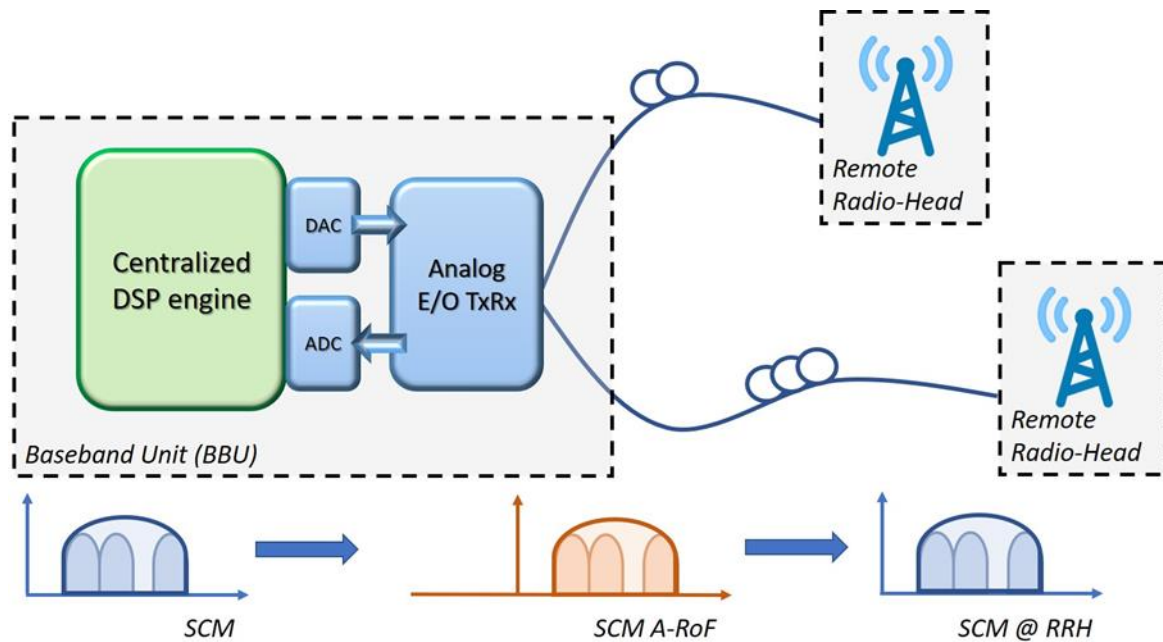 Remote
Radio-Head
Centralized
DSP engine
DAC
ADC
Analog
E/O TxRx
Remote
Radio-Head
Baseband Unit (BBU)
SCM
SCM A-RoF
SCM @ RRH